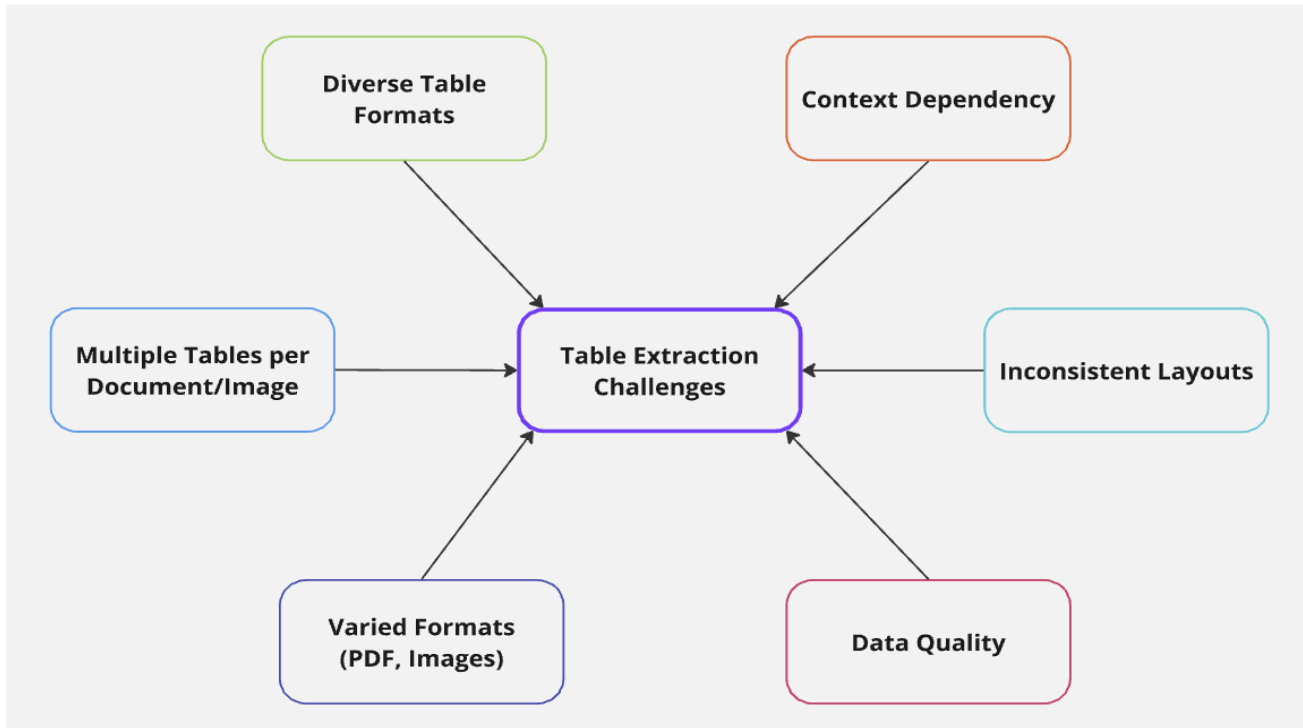 Diverse Table
Formats
Context Dependency
Multiple Tables per
Document/Image
Table Extraction
Challenges
Inconsistent Layouts
Varied Formats
(PDF, Images)
Data Quality